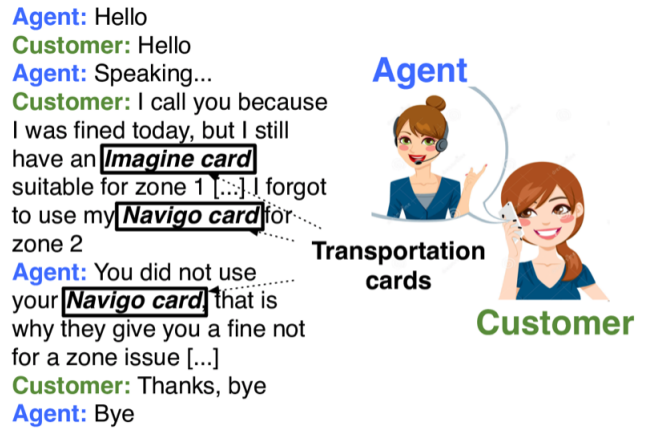 Agent: Hello
Customer: Hello
Agent: Speaking...
Customer: I call you because
I was fined today, but I still
have an Imagine card
suitable for zone 1 [...] I forgot
to use my Navigo card for
zone 2
Agent: You did not use
your Navigo card, that is
why they give you a fine not
for a zone issue [...]
Customer: Thanks, bye
Agent: Bye
Agent
Transportation
cards
Customer